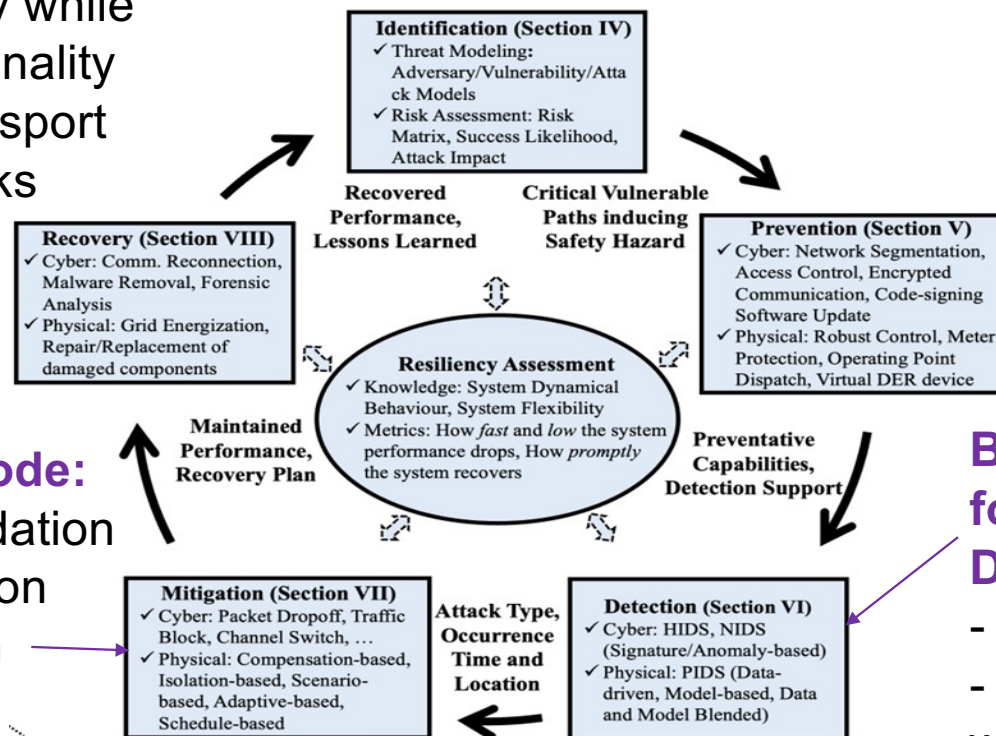 y while
nality
sport
ks
Identification (Section IV)
✓ Threat Modeling:
Adversary/Vulnerability/Atta
ck Models
✓ Risk Assessment: Risk
Matrix, Success Likelihood,
Attack Impact
Recovered
Performance,
Lessons Learned
Critical Vulnerable
Paths inducing
Safety Hazard
Recovery (Section VIII)
✓ Cyber: Comm. Reconnection,
Malware Removal, Forensic
Analysis
✓ Physical: Grid Energization,
Repair/Replacement of
damaged components
Prevention (Section V)
✓ Cyber: Network Segmentation,
Access Control, Encrypted
Communication, Code-signing
Software Update
✓ Physical: Robust Control, Meter
Protection, Operating Point
Dispatch, Virtual DER device
Resiliency Assessment
✓ Knowledge: System Dynamical
Behaviour, System Flexibility
✓ Metrics: How fast and low the system
performance drops, How promptly
the system recovers
Maintained
Performance,
Recovery Plan
Preventative
Capabilities,
Detection Support
ode:
dation
on
B
fo
D
-
-
Mitigation (Section VII)
✓ Cyber: Packet Dropoff, Traffic
Block, Channel Switch, …
✓ Physical: Compensation-based,
Isolation-based, Scenario-
based, Adaptive-based,
Schedule-based
Attack Type,
Occurrence
Time and
Location
Detection (Section VI)
✓ Cyber: HIDS, NIDS
(Signature/Anomaly-based)
✓ Physical: PIDS (Data-
driven, Model-based, Data
and Model Blended)